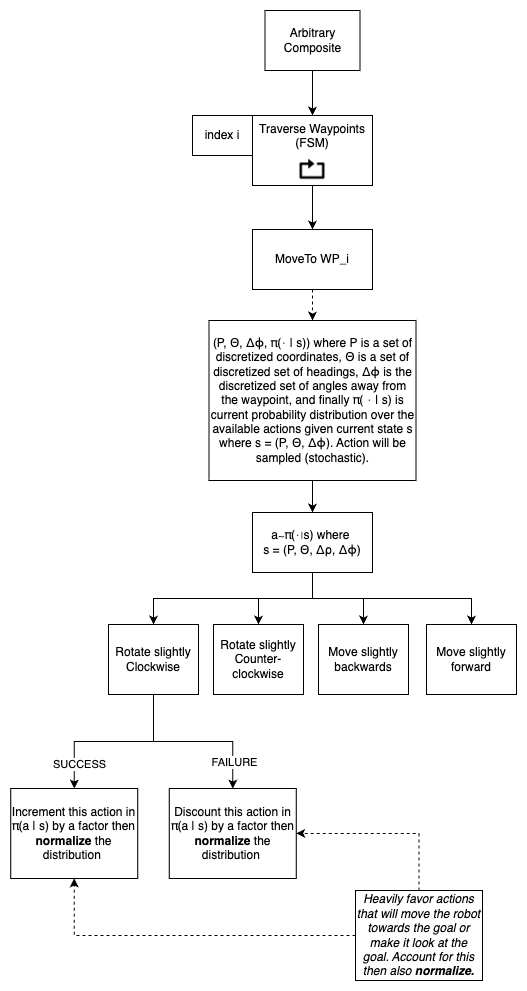 Arbitrary
Composite
index i
Traverse Waypoints
(FSM)
MoveTo WP_i
(P, Θ, Δϕ, π(· | s)) where P is a set of
discretized coordinates, Θ is a set of
discretized set of headings, Δϕ is the
discretized set of angles away from
the waypoint, and finally π( · | s) is
current probability distribution over the
available actions given current state s
where s = (P, Θ, Δϕ). Action will be
sampled (stochastic).
a~π(·|s) where
s = (P, Θ, Δρ, Δϕ)
Rotate slightly
Clockwise
Rotate slightly
Counter-
clockwise
Move slightly
backwards
Move slightly
forward
SUCCESS
FAILURE
Increment this action in
π(a | s) by a factor then
normalize the
distribution
Discount this action in
π(a | s) by a factor then
normalize the
distribution
Heavily favor actions
that will move the robot
towards the goal or
make it look at the
goal. Account for this
then also normalize.